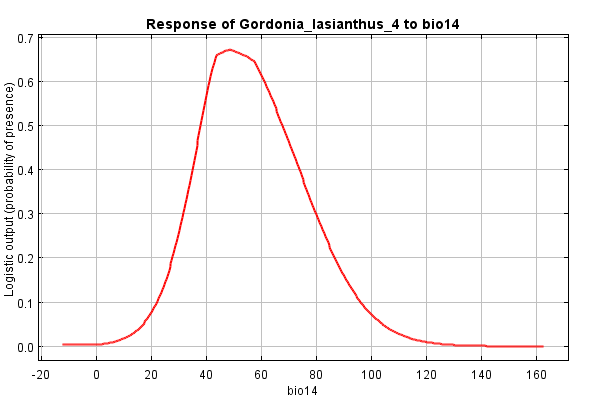 Response of Gordonia_lasianthus_4 to bio14
Logistic output (probability of presence)
0.7
0.6
0.5
0.4
0.3
0.2
0.1
0.0
-20 0 20 40 60 80 100 120 140 160
bio14